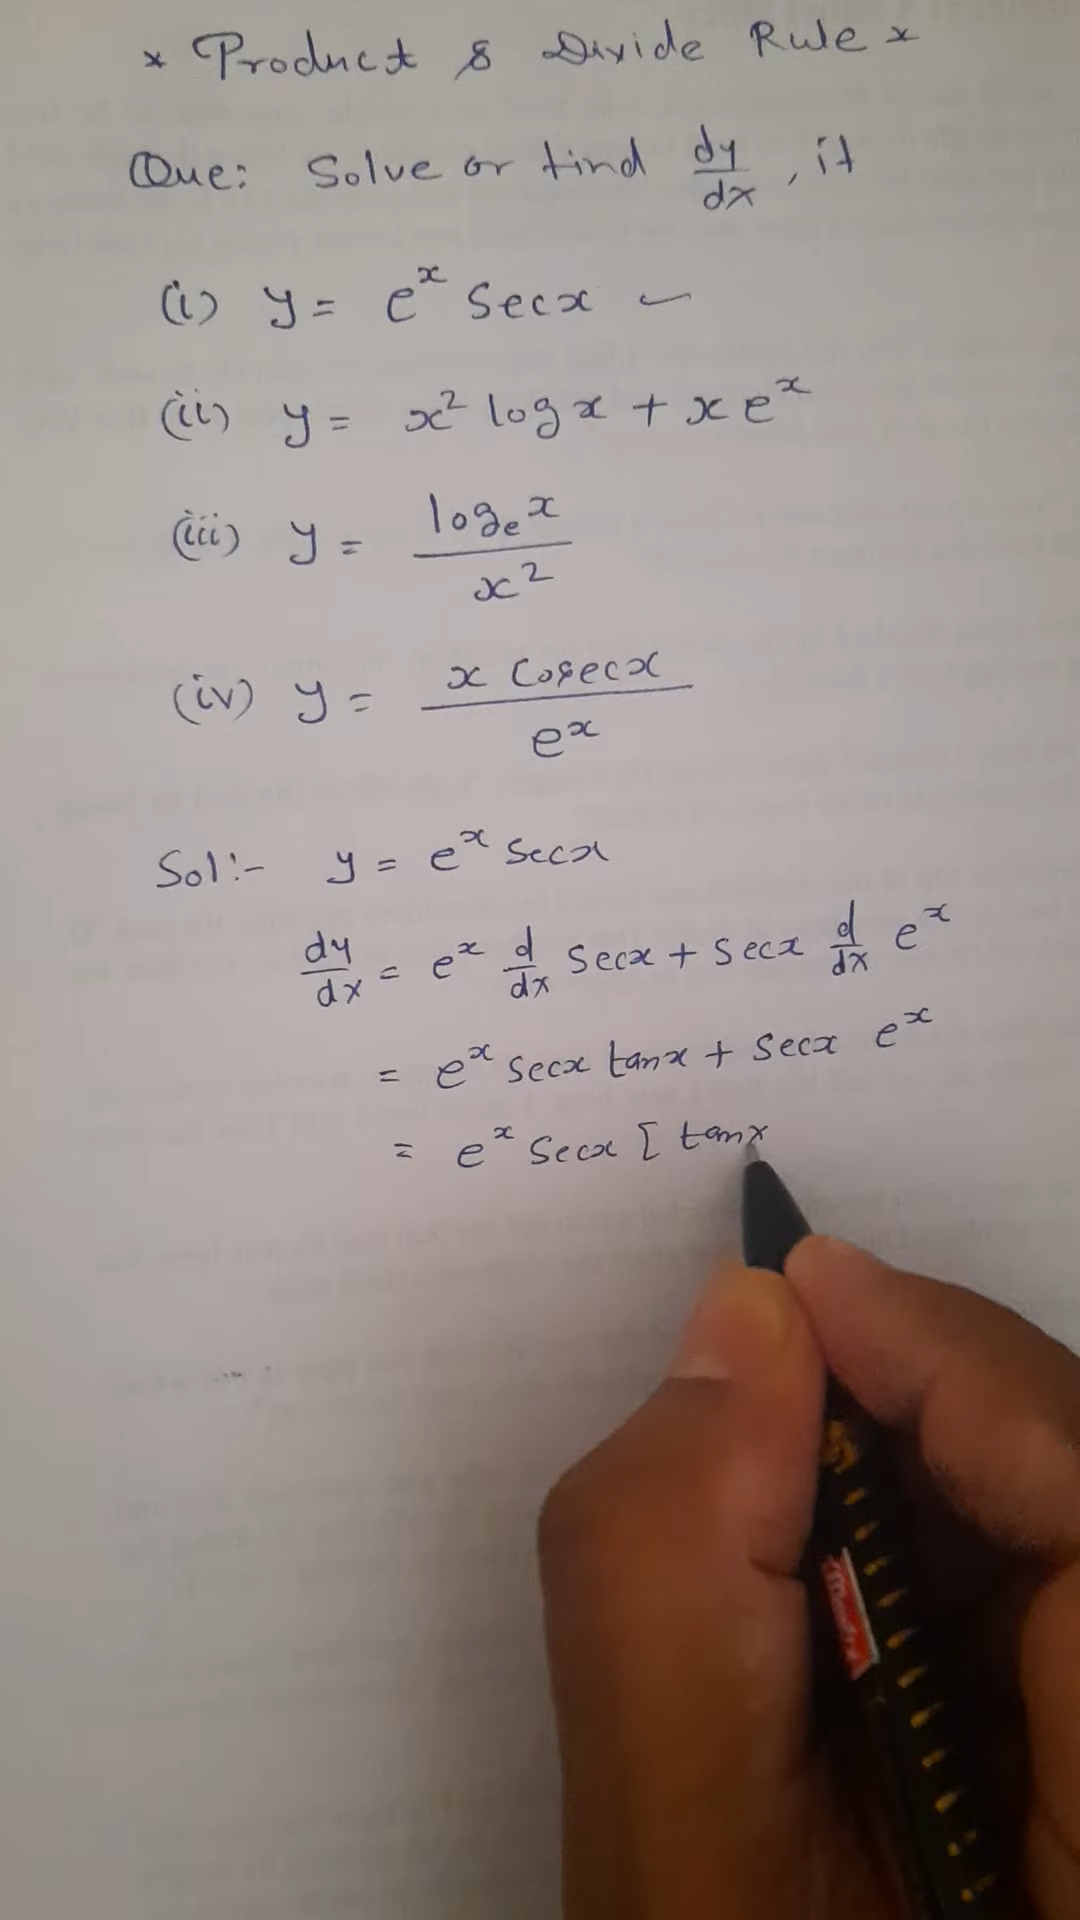 * Product & Divide Rule *
Que: Solve or find dy/dx, if
(i) y = e^x Secx
(ii) y = x² log x + x e^x
(iii) y = logₑ x / x²
(iv) y = x Cosecx / e^x
Sol:- y = e^x Secx
dy/dx = e^x d/dx Secx + Secx d/dx e^x
= e^x Secx tanx + Secx e^x
= e^x Secx [ tanx